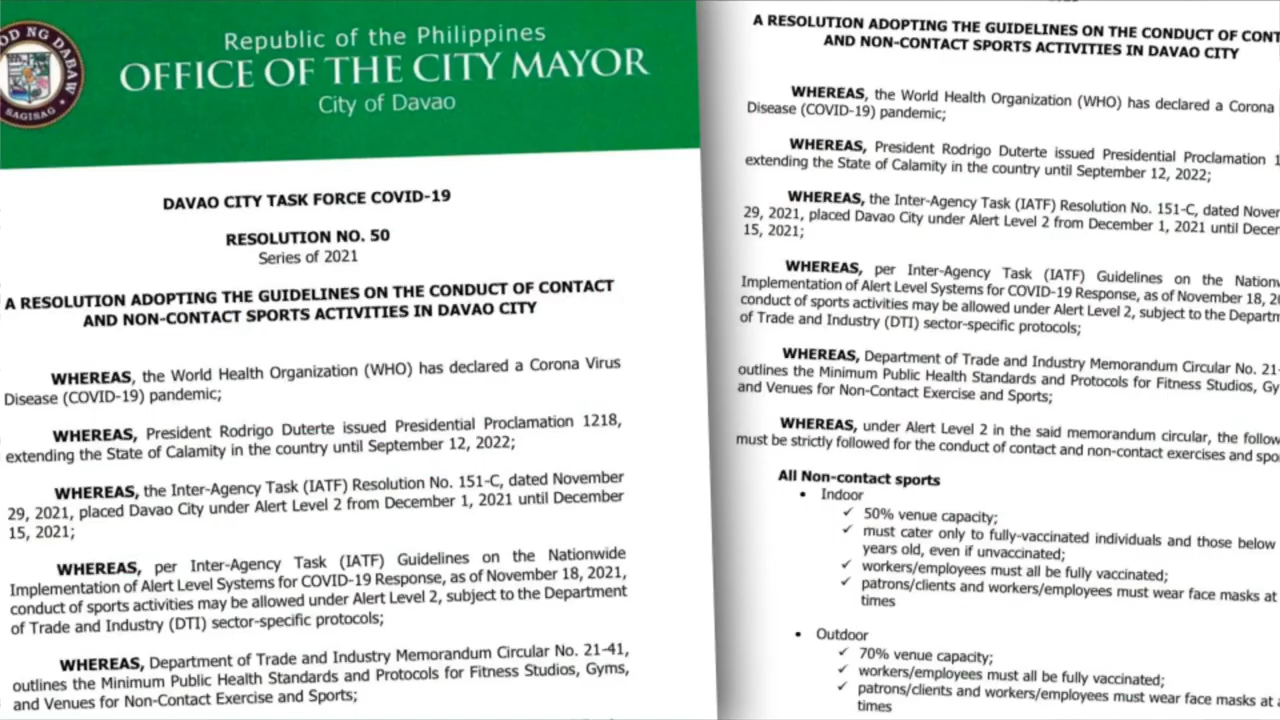 OD NG DABAW
SAGISAG
Republic of the Philippines
OFFICE OF THE CITY MAYOR
City of Davao
DAVAO CITY TASK FORCE COVID-19
RESOLUTION NO. 50
Series of 2021
A RESOLUTION ADOPTING THE GUIDELINES ON THE CONDUCT OF CONTACT
AND NON-CONTACT SPORTS ACTIVITIES IN DAVAO CITY
WHEREAS, the World Health Organization (WHO) has declared a Corona Virus
Disease (COVID-19) pandemic;
WHEREAS, President Rodrigo Duterte issued Presidential Proclamation 1218,
extending the State of Calamity in the country until September 12, 2022;
WHEREAS, the Inter-Agency Task (IATF) Resolution No. 151-C, dated November
29, 2021, placed Davao City under Alert Level 2 from December 1, 2021 until December
15, 2021;
WHEREAS, per Inter-Agency Task (IATF) Guidelines on the Nationwide
Implementation of Alert Level Systems for COVID-19 Response, as of November 18, 2021,
conduct of sports activities may be allowed under Alert Level 2, subject to the Department
of Trade and Industry (DTI) sector-specific protocols;
WHEREAS, Department of Trade and Industry Memorandum Circular No. 21-41,
outlines the Minimum Public Health Standards and Protocols for Fitness Studios, Gyms,
and Venues for Non-Contact Exercise and Sports;
A RESOLUTION ADOPTING THE GUIDELINES ON THE CONDUCT OF CONT
AND NON-CONTACT SPORTS ACTIVITIES IN DAVAO CITY
WHEREAS, the World Health Organization (WHO) has declared a Corona
Disease (COVID-19) pandemic;
WHEREAS, President Rodrigo Duterte issued Presidential Proclamation 1
extending the State of Calamity in the country until September 12, 2022;
WHEREAS, the Inter-Agency Task (IATF) Resolution No. 151-C, dated Novem
29, 2021, placed Davao City under Alert Level 2 from December 1, 2021 until Decem
15, 2021;
WHEREAS, per Inter-Agency Task (IATF) Guidelines on the Nationw
Implementation of Alert Level Systems for COVID-19 Response, as of November 18, 20
conduct of sports activities may be allowed under Alert Level 2, subject to the Departm
of Trade and Industry (DTI) sector-specific protocols;
WHEREAS, Department of Trade and Industry Memorandum Circular No. 21-
outlines the Minimum Public Health Standards and Protocols for Fitness Studios, Gy
and Venues for Non-Contact Exercise and Sports;
WHEREAS, under Alert Level 2 in the said memorandum circular, the follow
must be strictly followed for the conduct of contact and non-contact exercises and spo
All Non-contact sports
• Indoor
✓ 50% venue capacity;
✓ must cater only to fully-vaccinated individuals and those below
years old, even if unvaccinated;
✓ workers/employees must all be fully vaccinated;
✓ patrons/clients and workers/employees must wear face masks at
times
• Outdoor
✓ 70% venue capacity;
✓ workers/employees must all be fully vaccinated;
✓ patrons/clients and workers/employees must wear face masks at a
times